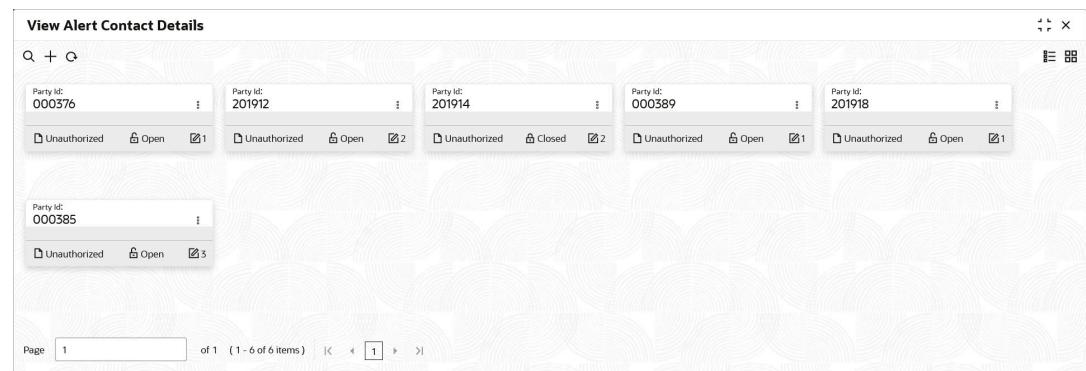 View Alert Contact Details
Party Id: Party Id: Party Id: Party Id: Party Id:
000376 201912 201914 000389 201918
Unauthorized Open 1 Unauthorized Open 2 Unauthorized Closed 2 Unauthorized Open 1 Unauthorized Open 1
Party Id:
000385
Unauthorized Open 3
Page 1 of 1 ( 1 - 6 of 6 items ) 1